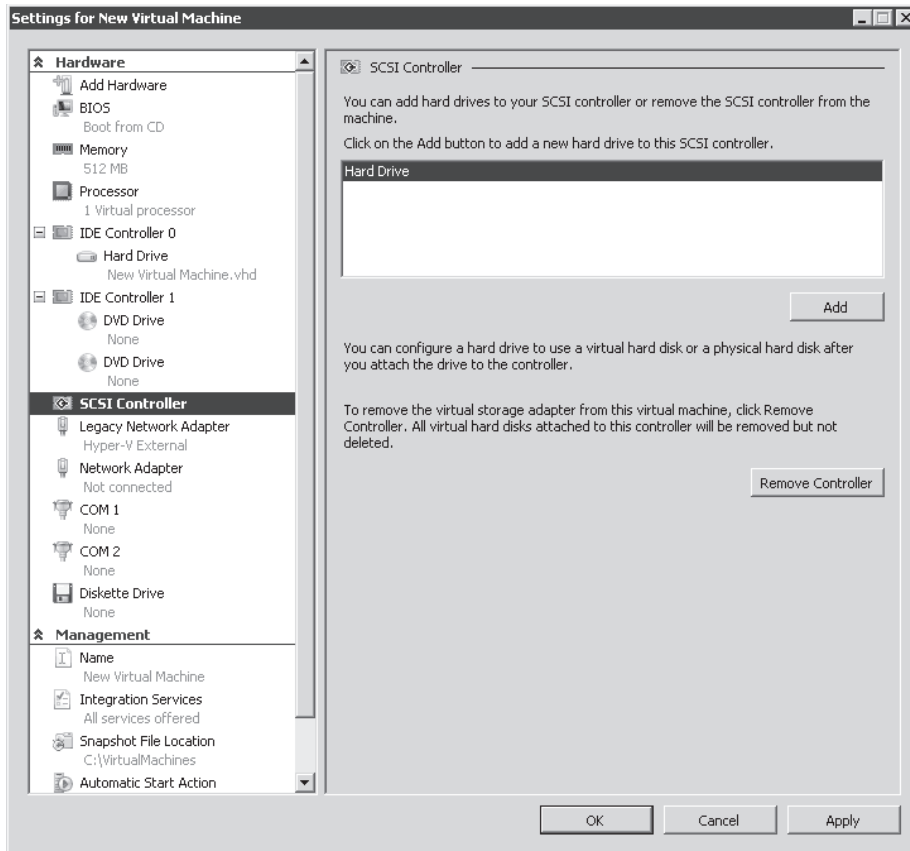 Settings for New Virtual Machine
Hardware
Add Hardware
BIOS
Boot from CD
Memory
512 MB
Processor
1 Virtual processor
IDE Controller 0
Hard Drive
New Virtual Machine.vhd
IDE Controller 1
DVD Drive
None
DVD Drive
None
SCSI Controller
Legacy Network Adapter
Hyper-V External
Network Adapter
Not connected
COM 1
None
COM 2
None
Diskette Drive
None
Management
Name
New Virtual Machine
Integration Services
All services offered
Snapshot File Location
C:\VirtualMachines
Automatic Start Action
SCSI Controller
You can add hard drives to your SCSI controller or remove the SCSI controller from the
machine.
Click on the Add button to add a new hard drive to this SCSI controller.
Hard Drive
Add
You can configure a hard drive to use a virtual hard disk or a physical hard disk after
you attach the drive to the controller.
To remove the virtual storage adapter from this virtual machine, click Remove
Controller. All virtual hard disks attached to this controller will be removed but not
deleted.
Remove Controller
OK
Cancel
Apply